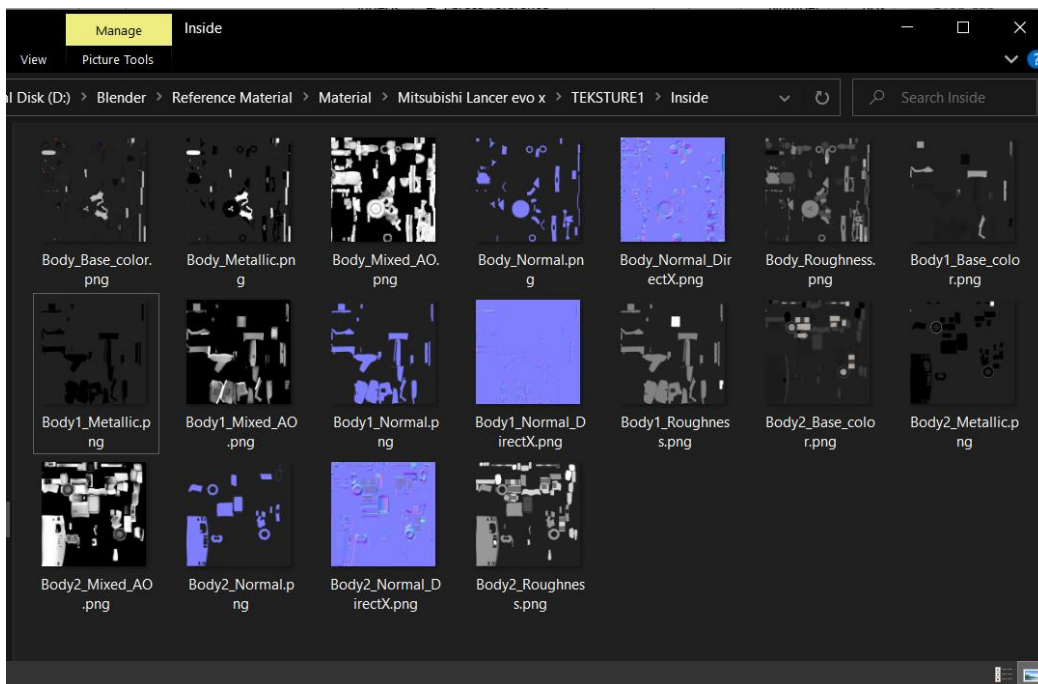 Manage
Inside
View
Picture Tools
al Disk (D:) > Blender > Reference Material > Material > Mitsubishi Lancer evo x > TEKSTURE1 > Inside
Search Inside
Body_Base_color.
png
Body_Metallic.pn
g
Body_Mixed_AO.
png
Body_Normal.pn
g
Body_Normal_Dir
ectX.png
Body_Roughness.
png
Body1_Base_colo
r.png
Body1_Metallic.p
ng
Body1_Mixed_AO
.png
Body1_Normal.p
ng
Body1_Normal_D
irectX.png
Body1_Roughnes
s.png
Body2_Base_colo
r.png
Body2_Metallic.p
ng
Body2_Mixed_AO
.png
Body2_Normal.p
ng
Body2_Normal_D
irectX.png
Body2_Roughnes
s.png